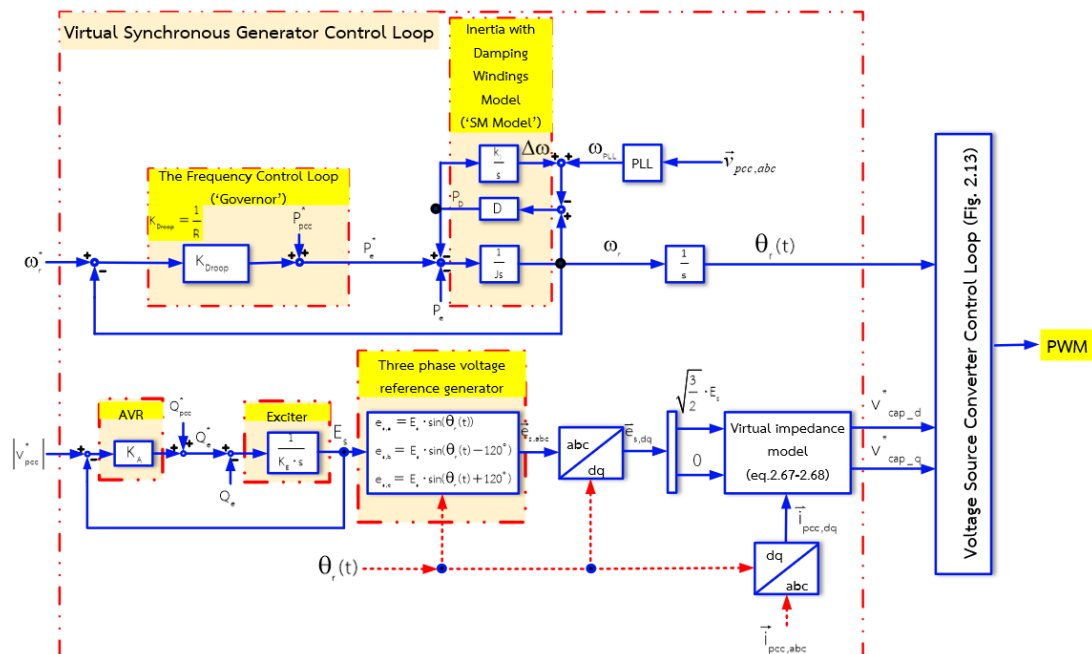 Virtual Synchronous Generator Control Loop
Inertia with
Damping
Windings
Model
('SM Model')
k_i
s
Δω
ω_PLL
PLL
v⃗_pcc,abc
The Frequency Control Loop
('Governor')
K_Droop = 1/R
P*_pcc
P_D
D
ω*_r
K_Droop
P*_e
1
Js
ω_r
1
s
θ_r(t)
P_e
Voltage Source Converter Control Loop (Fig. 2.13)
PWM
Three phase voltage
reference generator
AVR
Q*_pcc
Exciter
|V*_pcc|
K_A
Q*_e
1
K_E · s
E_s
Q_e
e_s,a = E_s · sin(θ_r(t))
e_s,b = E_s · sin(θ_r(t) − 120°)
e_s,c = E_s · sin(θ_r(t) + 120°)
e⃗_s,abc
abc
dq
e⃗_s,dq
√(3/2) · E_s
0
Virtual impedance
model
(eq.2.67-2.68)
V*_cap_d
V*_cap_q
i⃗_pcc,dq
θ_r(t)
dq
abc
i⃗_pcc,abc